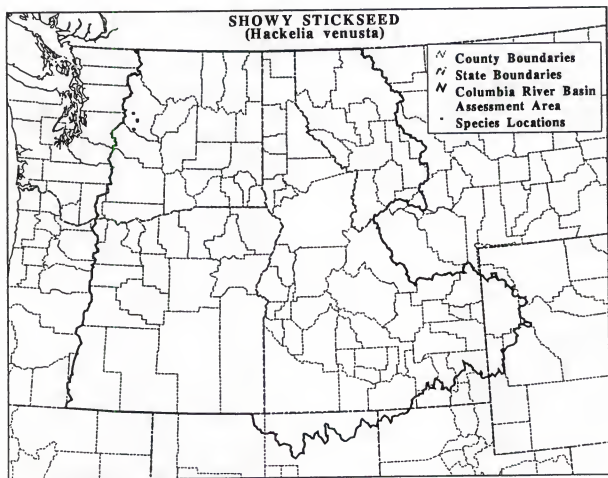 SHOWY STICKSEED
(Hackelia venusta)
County Boundaries
State Boundaries
Columbia River Basin
Assessment Area
Species Locations